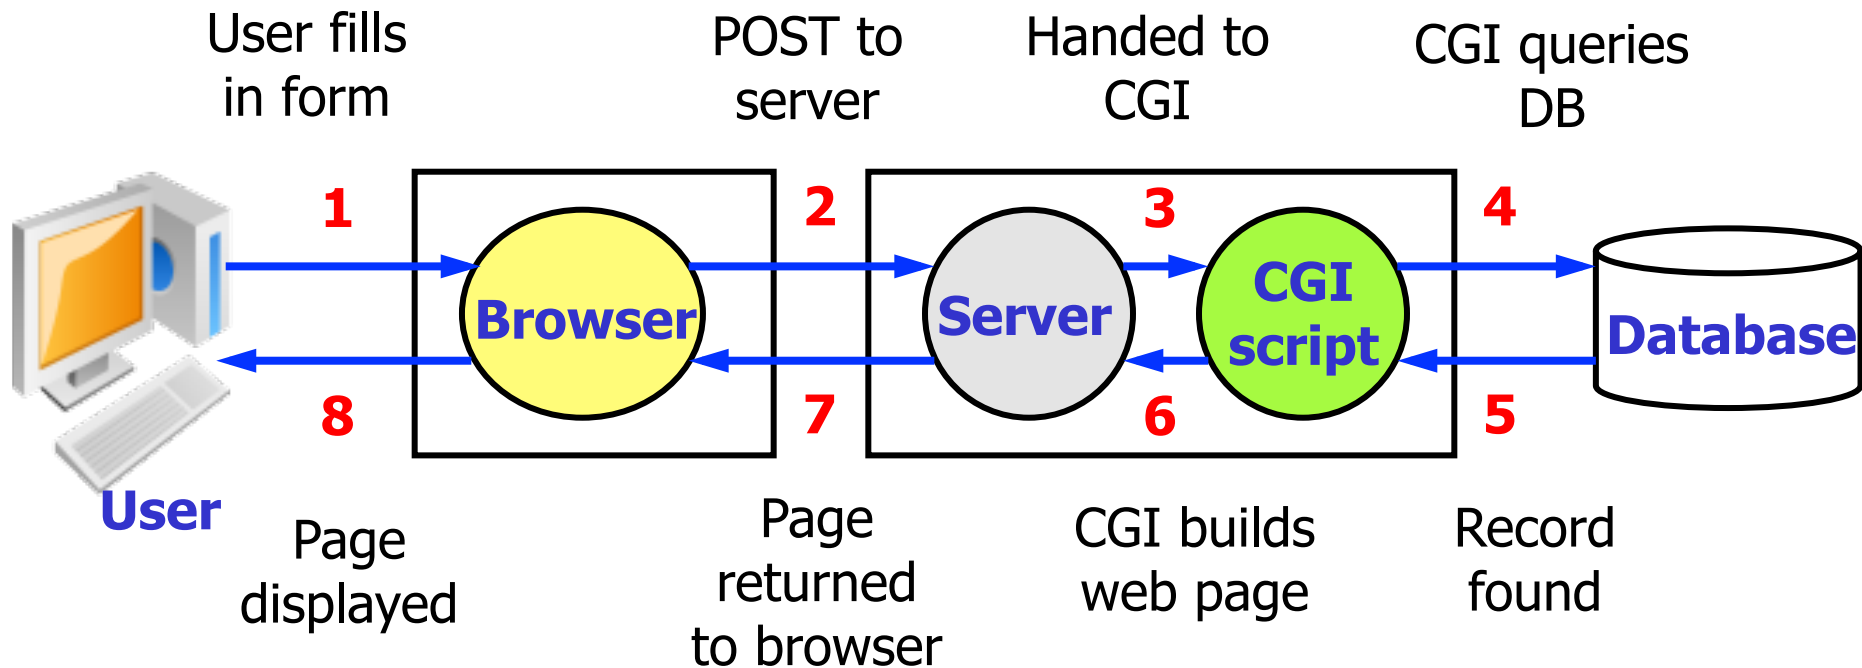 User fills
in form
POST to
server
Handed to
CGI
CGI queries
DB
1
2
3
4
Browser
Server
CGI
script
Database
8
7
6
5
User
Page
displayed
Page
returned
to browser
CGI builds
web page
Record
found